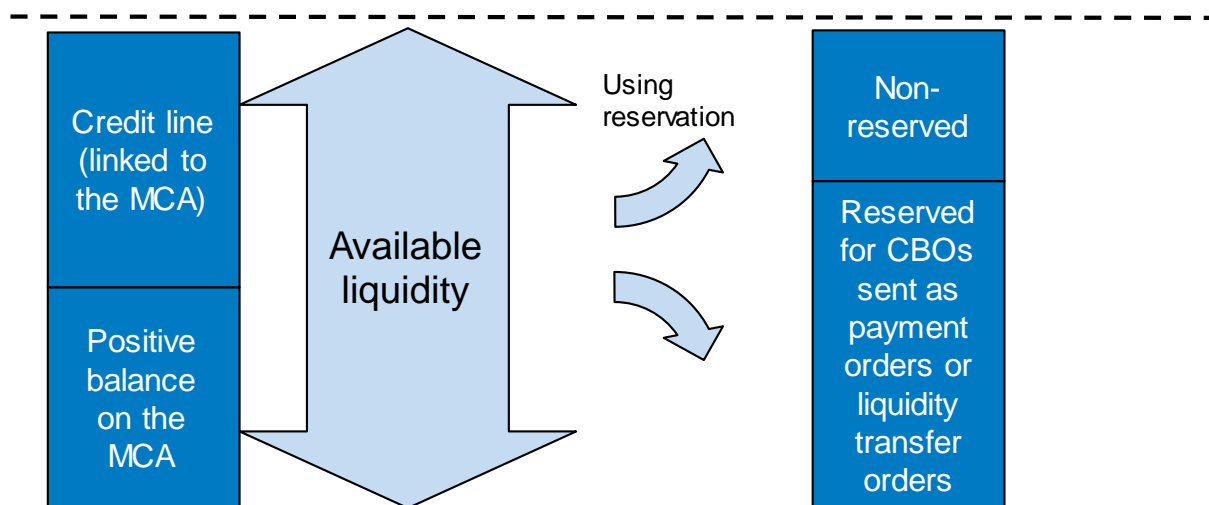 Credit line
(linked to
the MCA)
Positive
balance
on the
MCA
Available
liquidity
Using
reservation
Non-
reserved
Reserved
for CBOs
sent as
payment
orders or
liquidity
transfer
orders